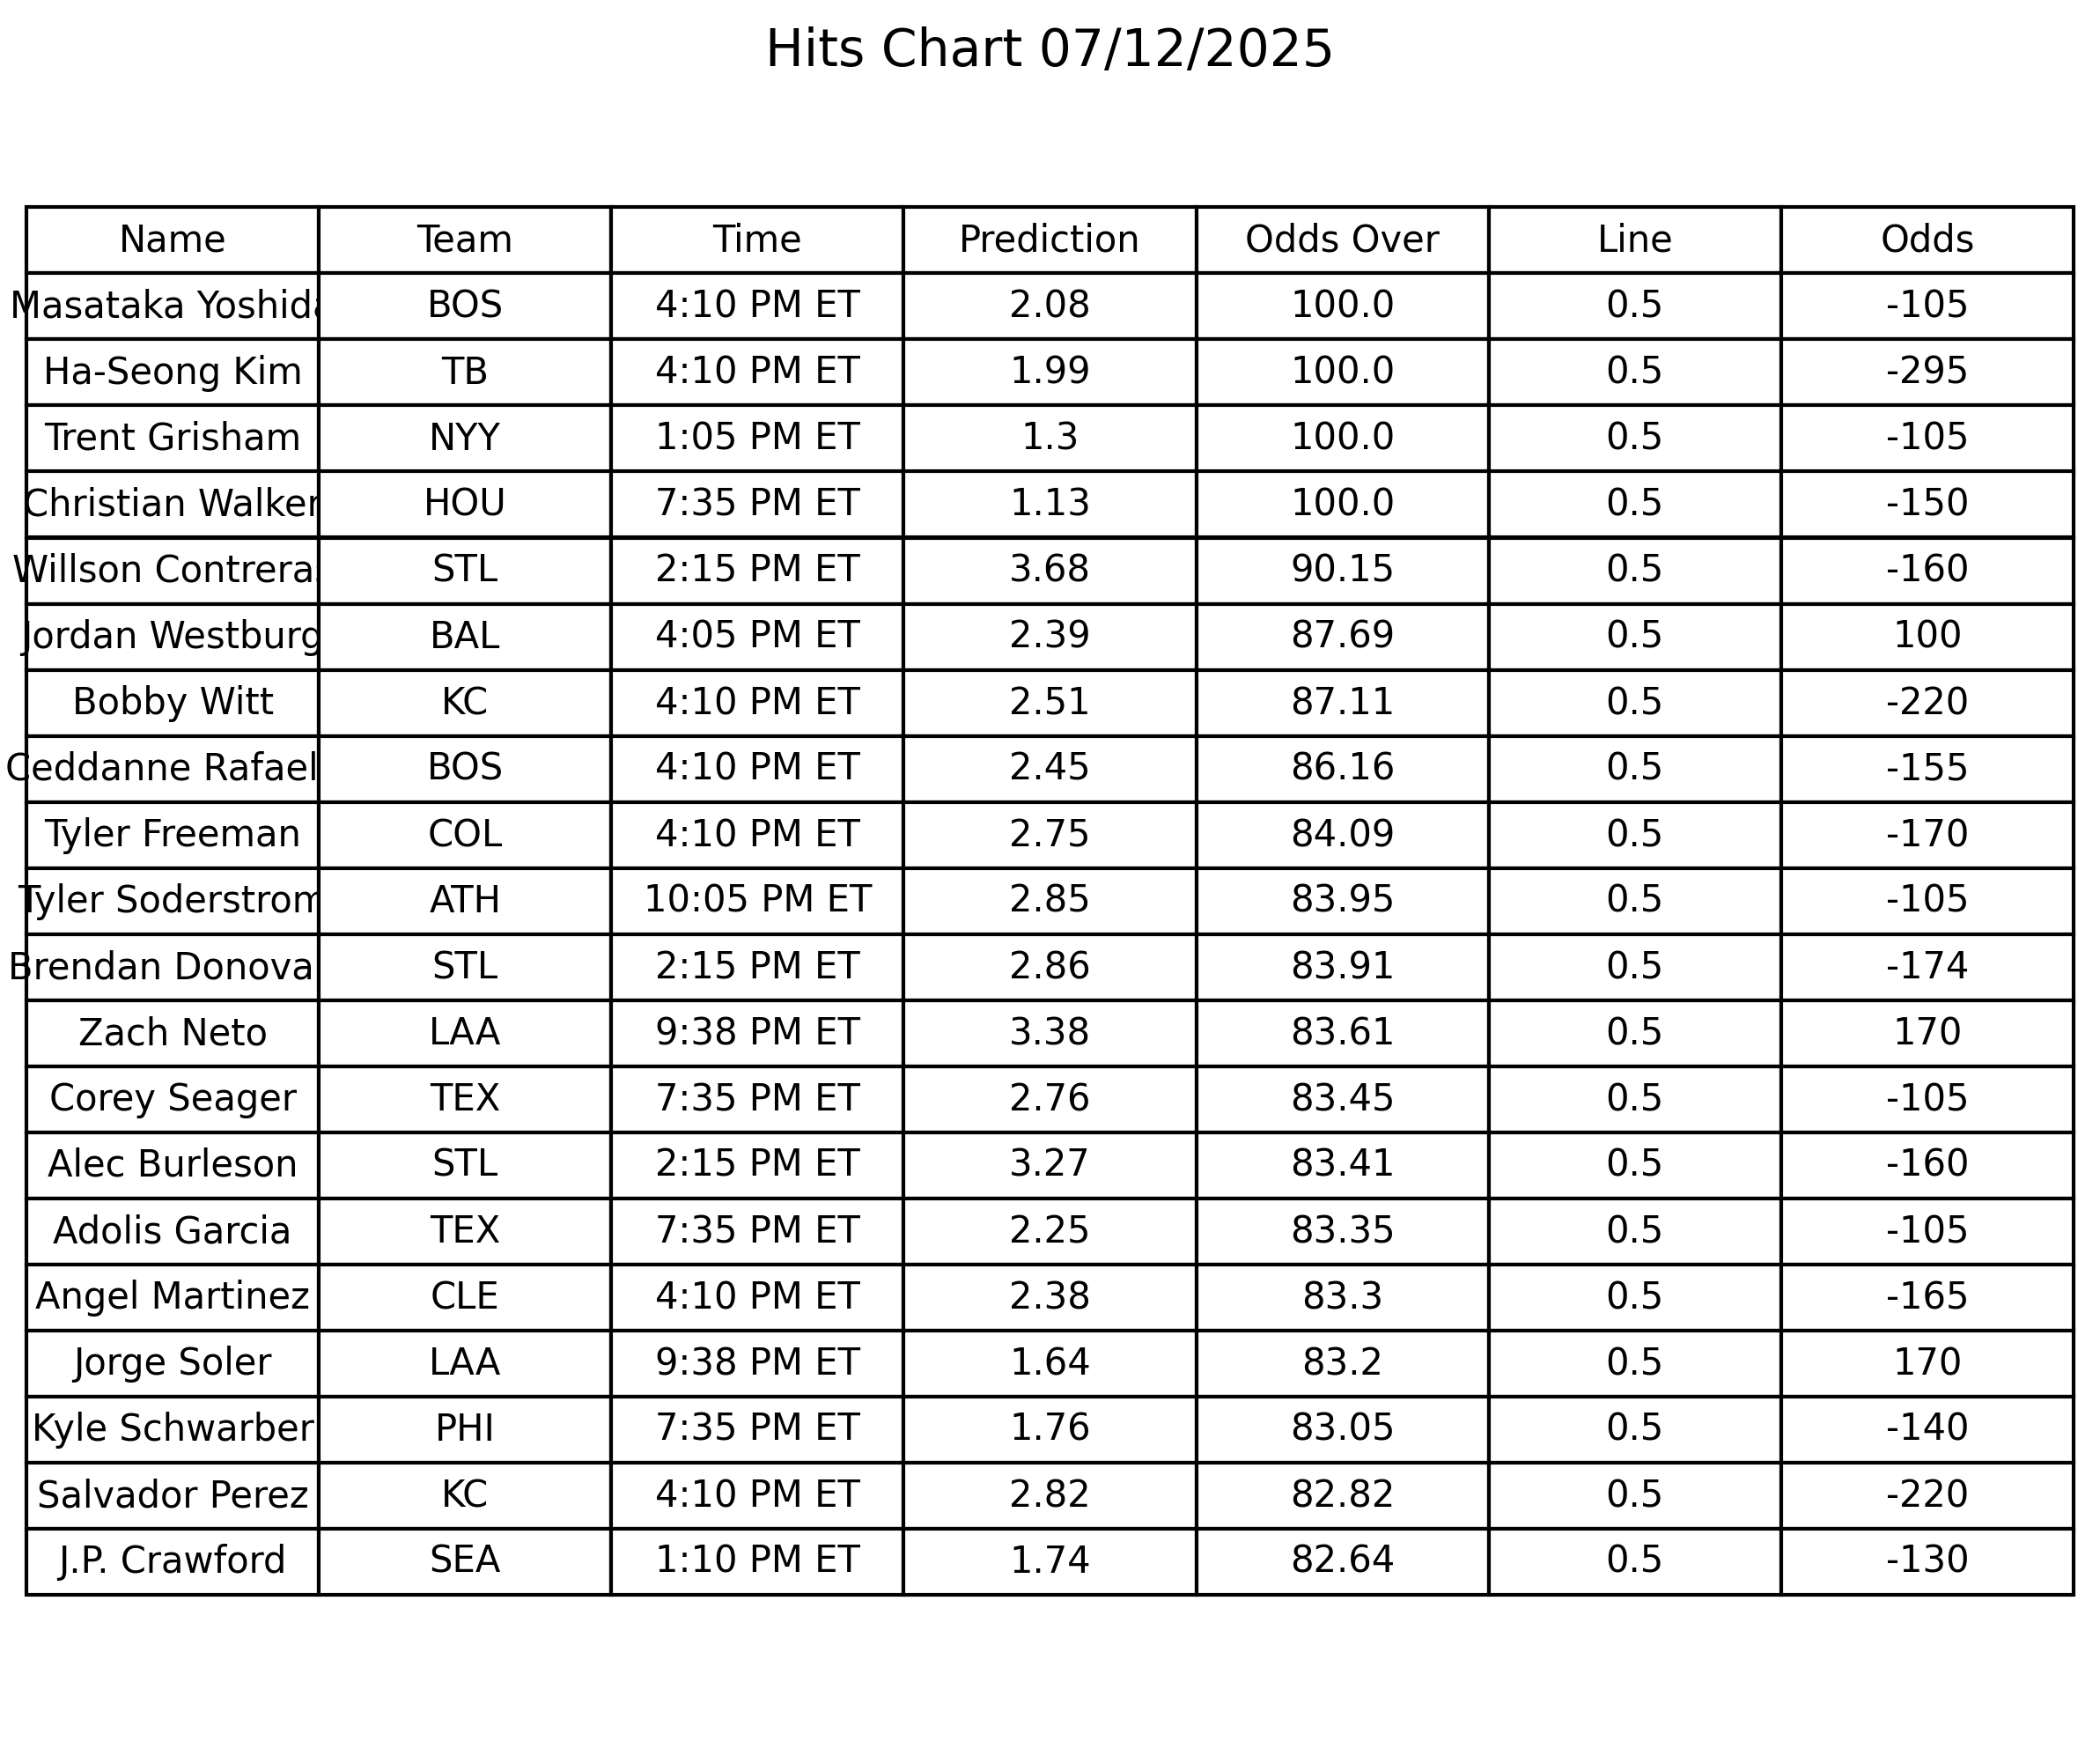 Hits Chart 07/12/2025
Name Team Time Prediction Odds Over Line Odds
Masataka Yoshida BOS 4:10 PM ET 2.08 100.0 0.5 -105
Ha-Seong Kim TB 4:10 PM ET 1.99 100.0 0.5 -295
Trent Grisham NYY 1:05 PM ET 1.3 100.0 0.5 -105
Christian Walker HOU 7:35 PM ET 1.13 100.0 0.5 -150
Willson Contrera STL 2:15 PM ET 3.68 90.15 0.5 -160
Jordan Westburg BAL 4:05 PM ET 2.39 87.69 0.5 100
Bobby Witt KC 4:10 PM ET 2.51 87.11 0.5 -220
Ceddanne Rafael BOS 4:10 PM ET 2.45 86.16 0.5 -155
Tyler Freeman COL 4:10 PM ET 2.75 84.09 0.5 -170
Tyler Soderstrom ATH 10:05 PM ET 2.85 83.95 0.5 -105
Brendan Donova STL 2:15 PM ET 2.86 83.91 0.5 -174
Zach Neto LAA 9:38 PM ET 3.38 83.61 0.5 170
Corey Seager TEX 7:35 PM ET 2.76 83.45 0.5 -105
Alec Burleson STL 2:15 PM ET 3.27 83.41 0.5 -160
Adolis Garcia TEX 7:35 PM ET 2.25 83.35 0.5 -105
Angel Martinez CLE 4:10 PM ET 2.38 83.3 0.5 -165
Jorge Soler LAA 9:38 PM ET 1.64 83.2 0.5 170
Kyle Schwarber PHI 7:35 PM ET 1.76 83.05 0.5 -140
Salvador Perez KC 4:10 PM ET 2.82 82.82 0.5 -220
J.P. Crawford SEA 1:10 PM ET 1.74 82.64 0.5 -130